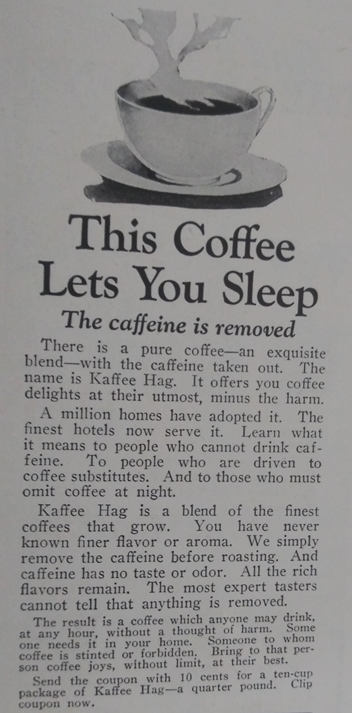 This Coffee
Lets You Sleep
The caffeine is removed
There is a pure coffee—an exquisite
blend—with the caffeine taken out. The
name is Kaffee Hag. It offers you coffee
delights at their utmost, minus the harm.
A million homes have adopted it. The
finest hotels now serve it. Learn what
it means to people who cannot drink caf-
feine. To people who are driven to
coffee substitutes. And to those who must
omit coffee at night.
Kaffee Hag is a blend of the finest
coffees that grow. You have never
known finer flavor or aroma. We simply
remove the caffeine before roasting. And
caffeine has no taste or odor. All the rich
flavors remain. The most expert tasters
cannot tell that anything is removed.
The result is a coffee which anyone may drink,
at any hour, without a thought of harm. Some
one needs it in your home. Someone to whom
coffee is stinted or forbidden. Bring to that per-
son coffee joys, without limit, at their best.
Send the coupon with 10 cents for a ten-cup
package of Kaffee Hag—a quarter pound. Clip
coupon now.